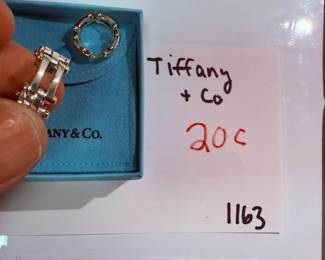 Tiffany
+ Co
20c
1163
ANY & CO.